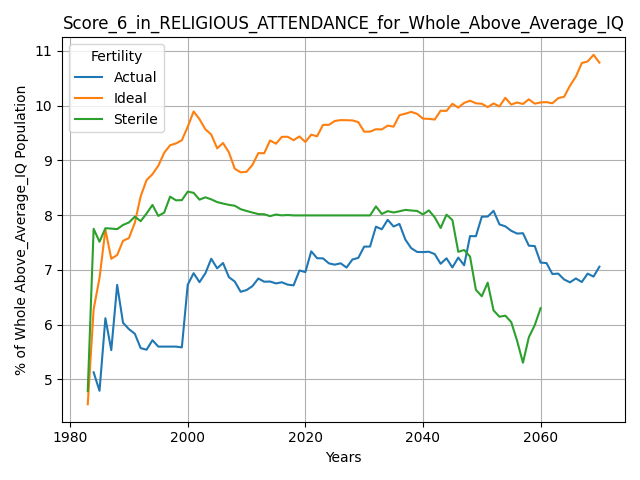 Score_6_in_RELIGIOUS_ATTENDANCE_for_Whole_Above_Average_IQ
% of Whole Above_Average_IQ Population
11
10
9
8
7
6
5
Fertility
Actual
Ideal
Sterile
1980
2000
2020
2040
2060
Years